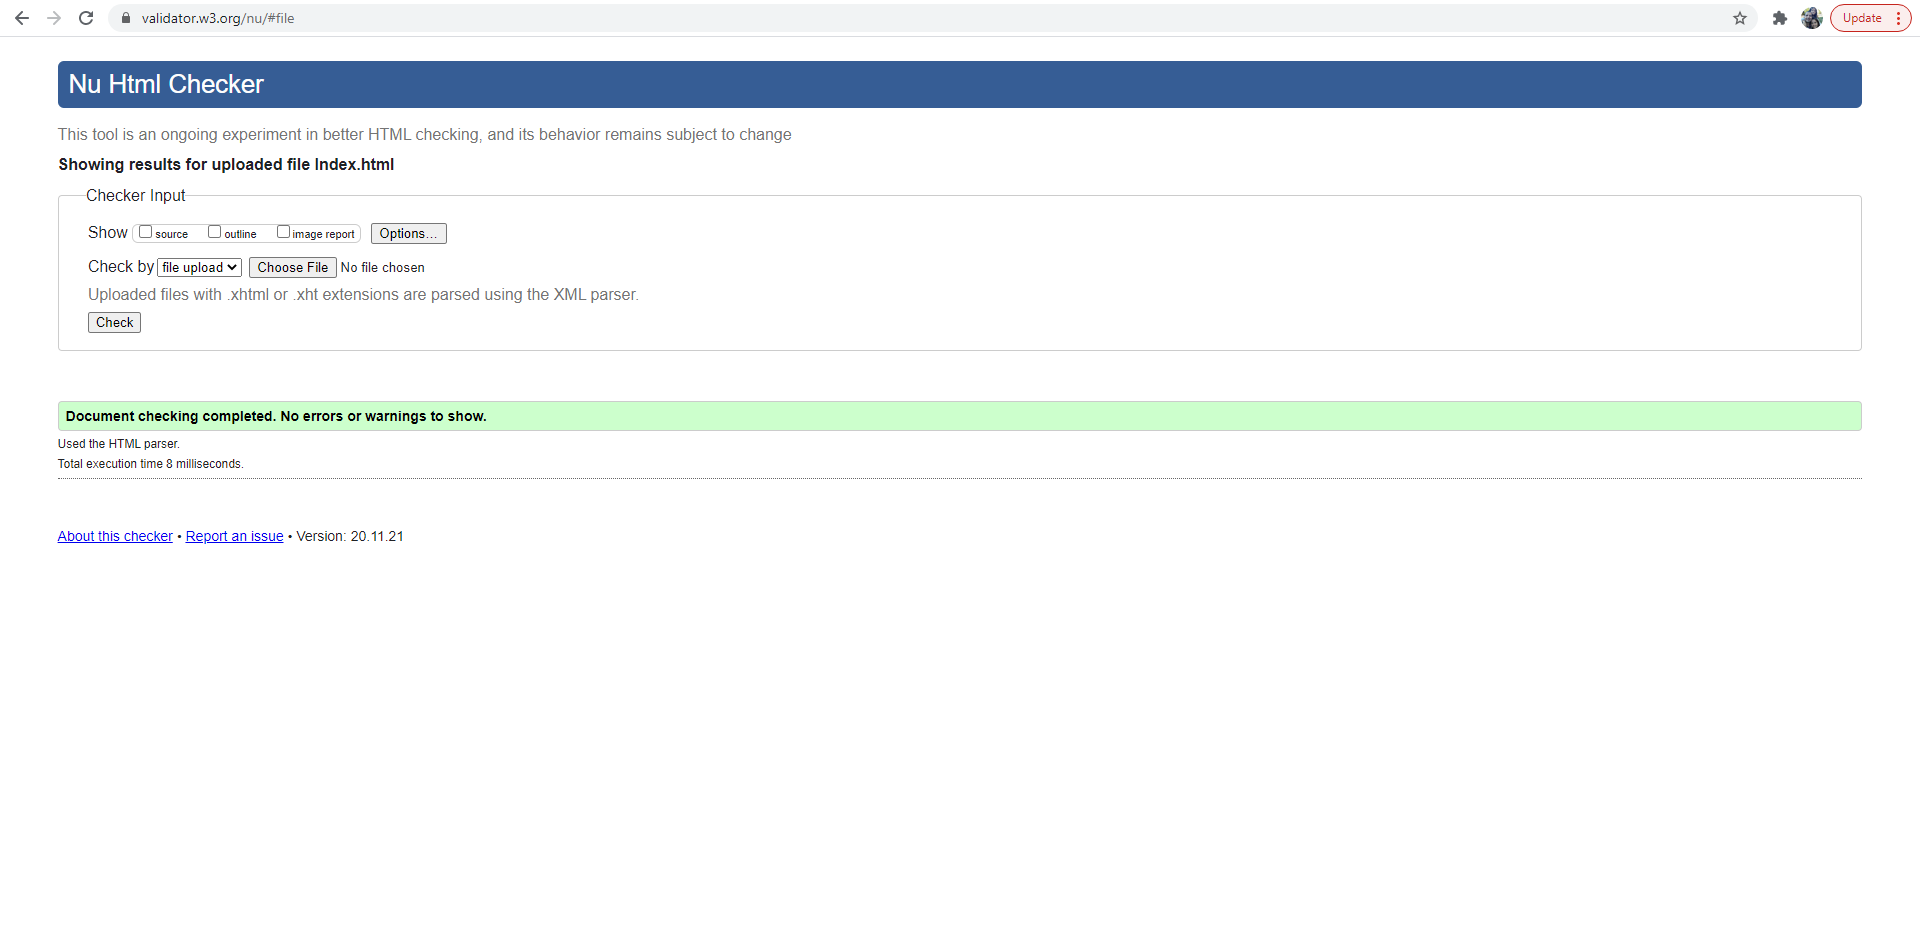 validator.w3.org/nu/#file
Update
Nu Html Checker
This tool is an ongoing experiment in better HTML checking, and its behavior remains subject to change
Showing results for uploaded file Index.html
Checker Input
Show source outline image report Options...
Check by file upload Choose File No file chosen
Uploaded files with .xhtml or .xht extensions are parsed using the XML parser.
Check
Document checking completed. No errors or warnings to show.
Used the HTML parser.
Total execution time 8 milliseconds.
About this checker • Report an issue • Version: 20.11.21